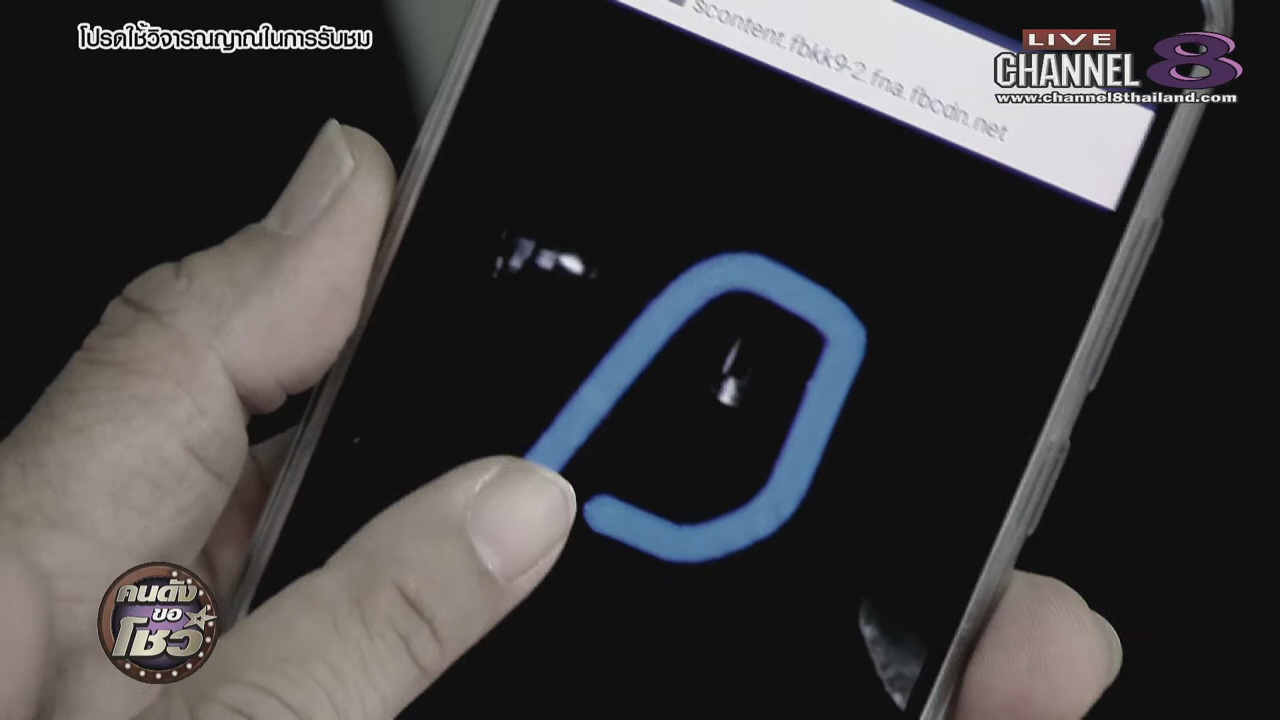 โปรดใช้วิจารณญาณในการรับชม
LIVE
CHANNEL 8
www.channel8thailand.com
scontent.fbkk9-2.fna.fbcdn.net
คนดัง
ขอ
โชว์